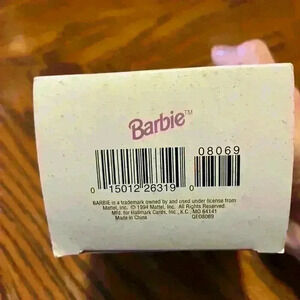 Barbie™
08069
0 15012 26319 0
BARBIE is a trademark owned by and used under license from
Mattel, Inc. © 1994 Mattel, Inc. All Rights Reserved.
Mfd. for Hallmark Cards, Inc., K.C., MO 64141
Made in China QEO8069